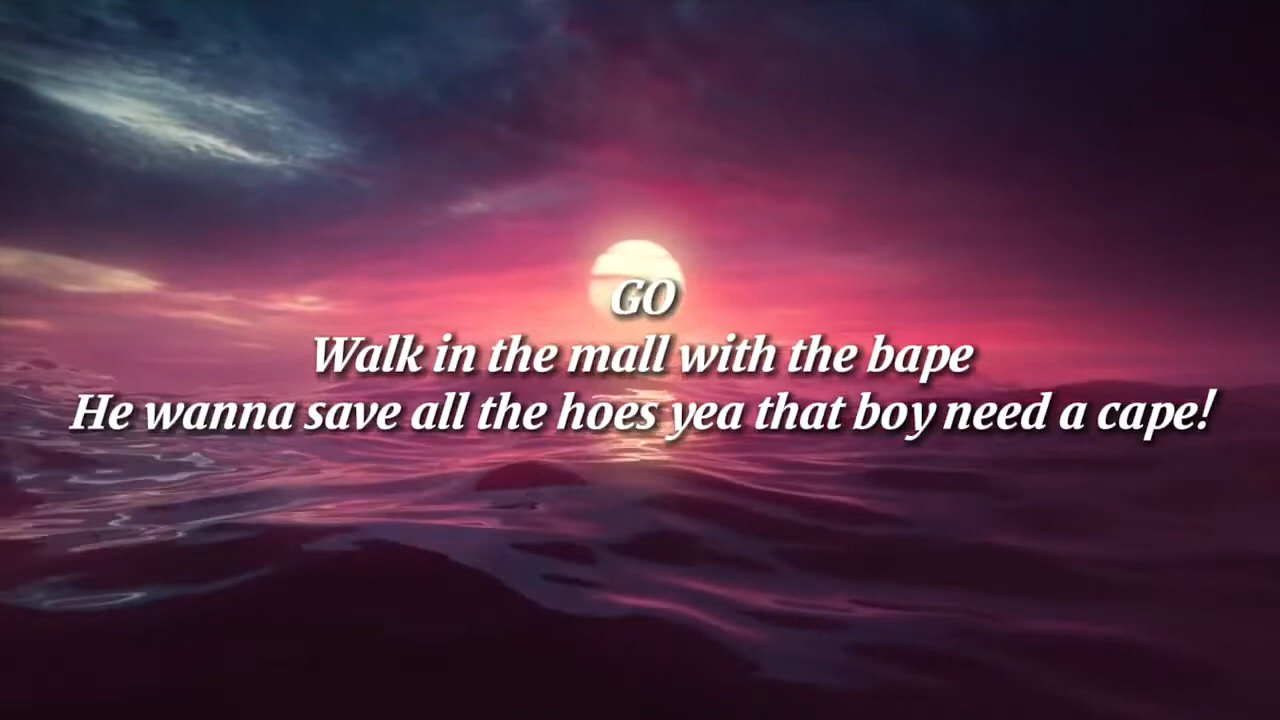 GO
Walk in the mall with the bape
He wanna save all the hoes yea that boy need a cape!